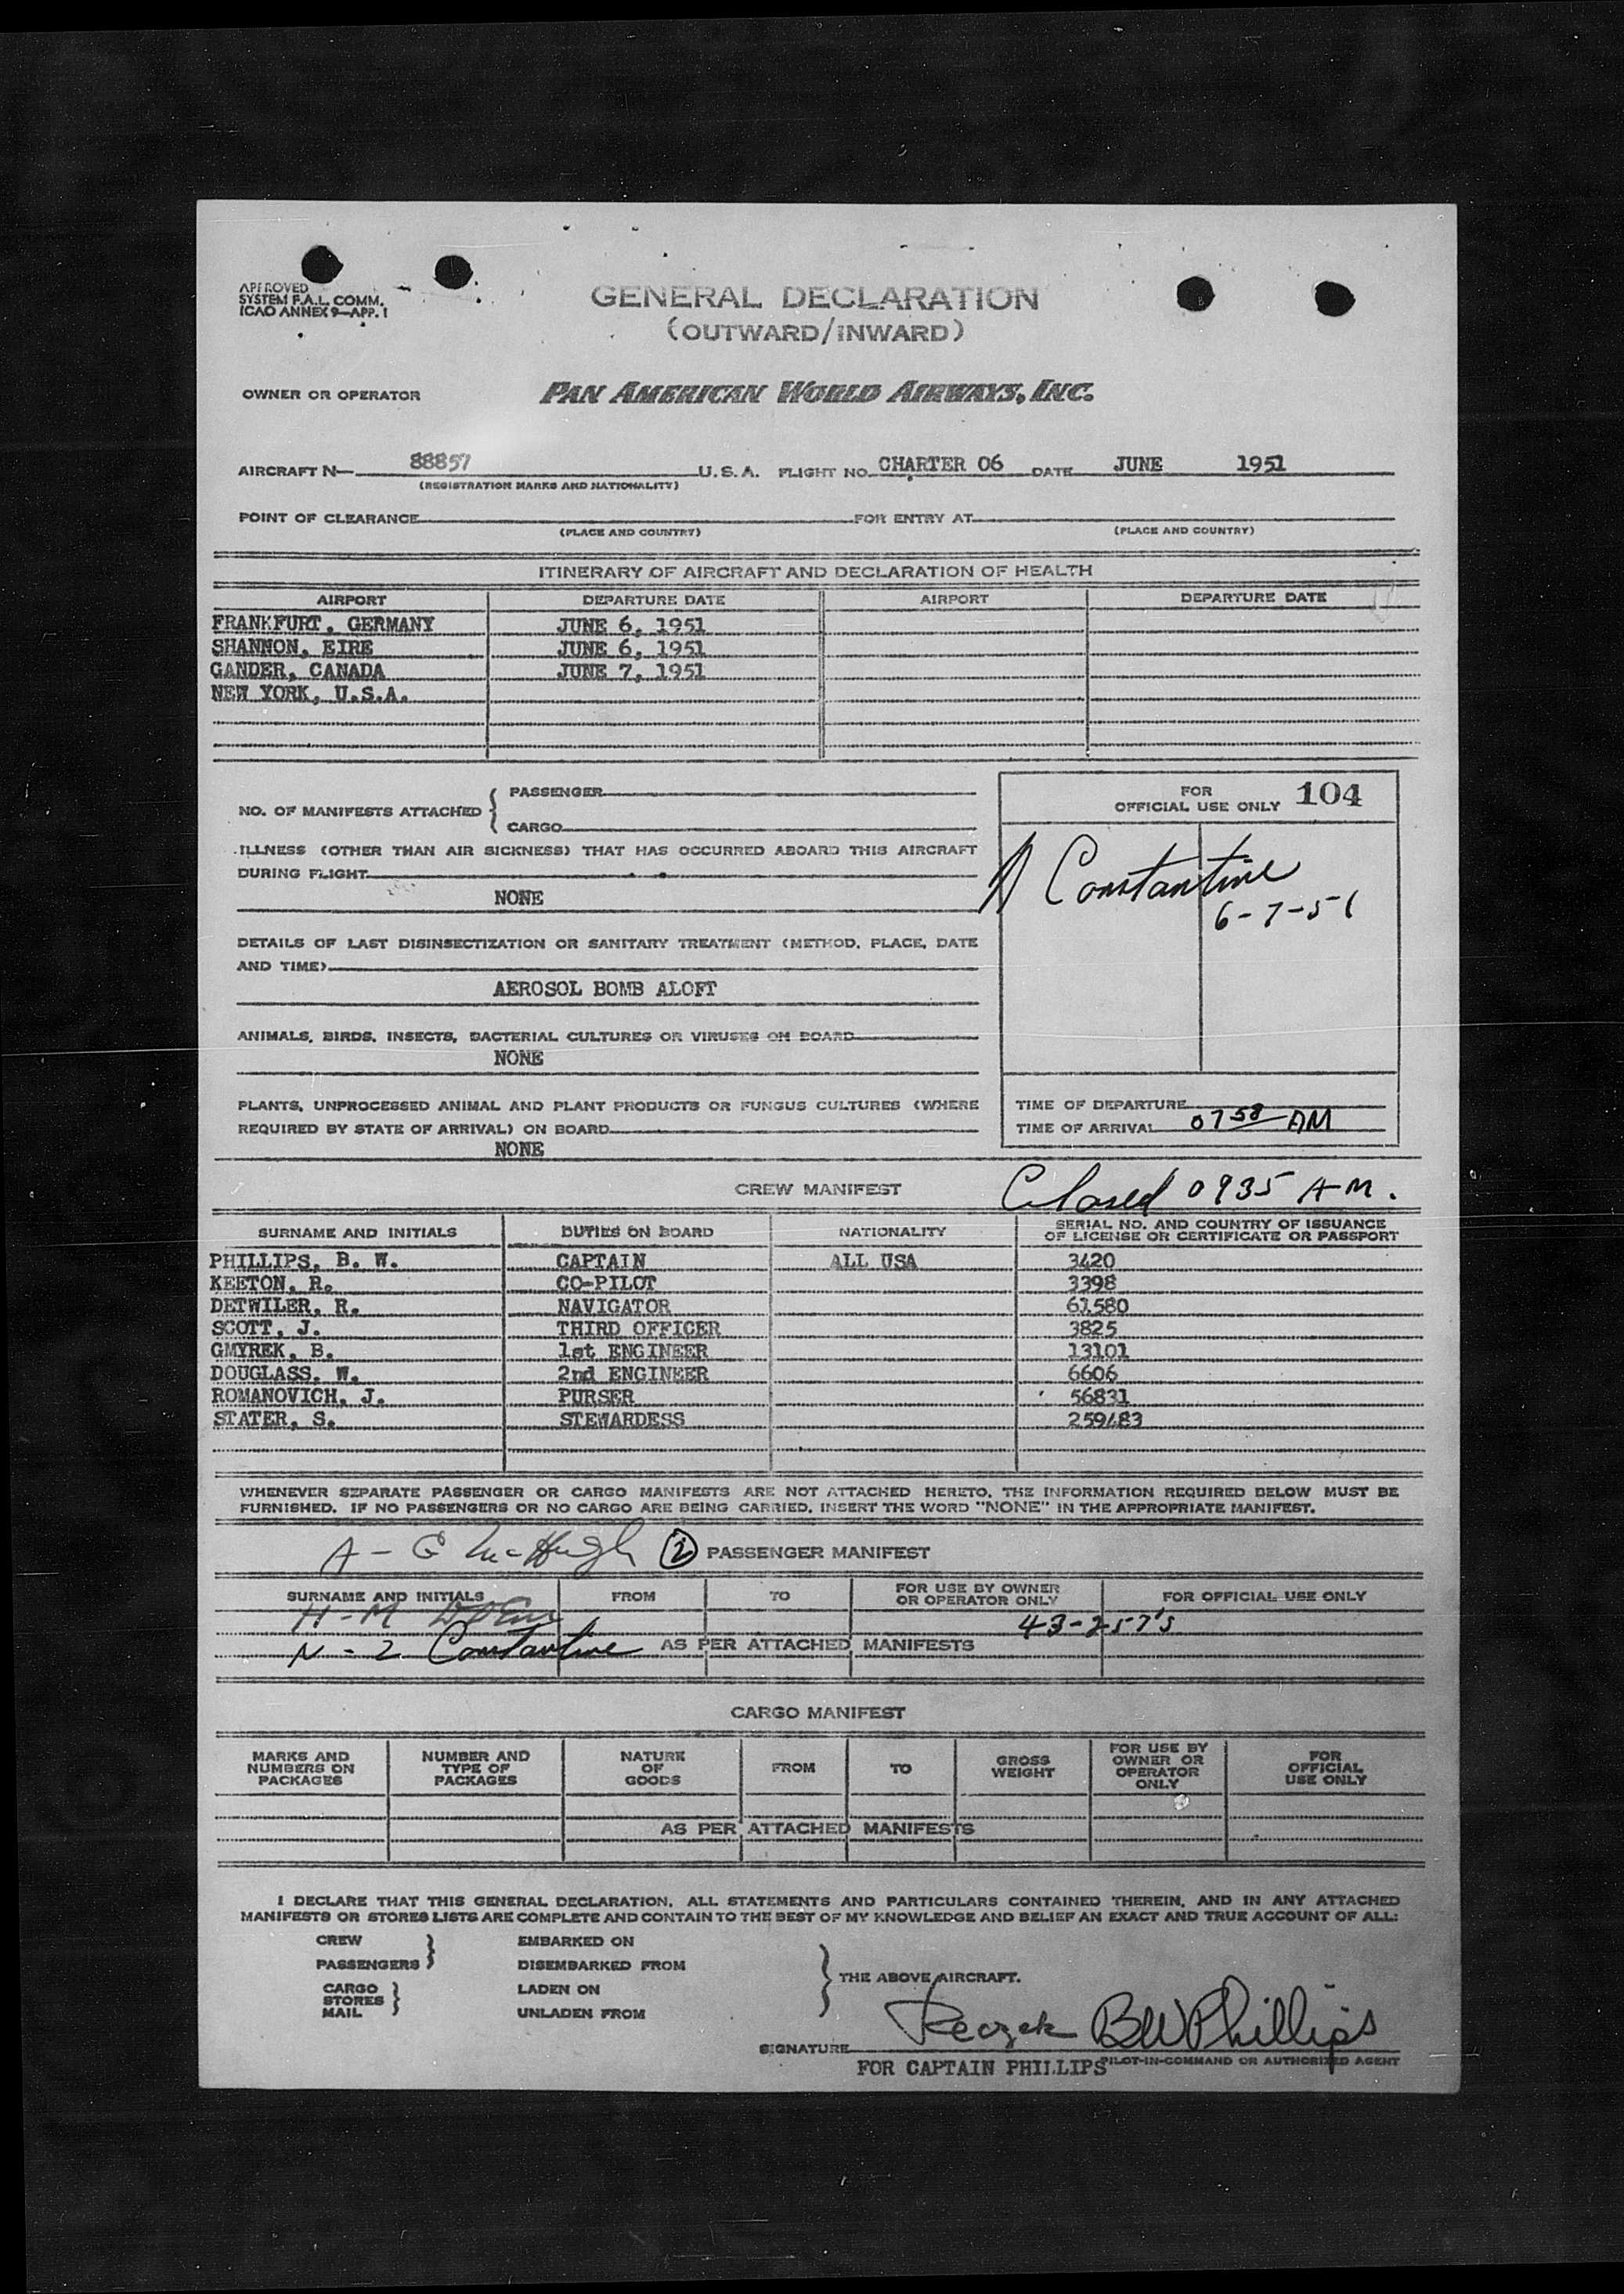 APPROVED
SYSTEM F.A.L. COMM.
ICAO ANNEX 9—APP. 1
GENERAL DECLARATION
(OUTWARD/INWARD)
OWNER OR OPERATOR PAN AMERICAN WORLD AIRWAYS, INC.
AIRCRAFT N— 88857 U.S.A. FLIGHT NO. CHARTER 06 DATE JUNE 1951
(REGISTRATION MARKS AND NATIONALITY)
POINT OF CLEARANCE FOR ENTRY AT
(PLACE AND COUNTRY) (PLACE AND COUNTRY)
ITINERARY OF AIRCRAFT AND DECLARATION OF HEALTH
AIRPORT DEPARTURE DATE AIRPORT DEPARTURE DATE
FRANKFURT, GERMANY JUNE 6, 1951
SHANNON, EIRE JUNE 6, 1951
GANDER, CANADA JUNE 7, 1951
NEW YORK, U.S.A.
NO. OF MANIFESTS ATTACHED { PASSENGER
CARGO
FOR
OFFICIAL USE ONLY 104
ILLNESS (OTHER THAN AIR SICKNESS) THAT HAS OCCURRED ABOARD THIS AIRCRAFT
DURING FLIGHT
NONE
Constantine
6-7-51
DETAILS OF LAST DISINSECTIZATION OR SANITARY TREATMENT (METHOD, PLACE, DATE
AND TIME)
AEROSOL BOMB ALOFT
ANIMALS, BIRDS, INSECTS, BACTERIAL CULTURES OR VIRUSES ON BOARD
NONE
PLANTS, UNPROCESSED ANIMAL AND PLANT PRODUCTS OR FUNGUS CULTURES (WHERE
REQUIRED BY STATE OF ARRIVAL) ON BOARD
NONE
TIME OF DEPARTURE
TIME OF ARRIVAL 0758 AM
CREW MANIFEST Closed 0935 AM.
SURNAME AND INITIALS DUTIES ON BOARD NATIONALITY SERIAL NO. AND COUNTRY OF ISSUANCE
OF LICENSE OR CERTIFICATE OR PASSPORT
PHILLIPS, B. W. CAPTAIN ALL USA 3420
KEETON, R. CO-PILOT 3398
DETWILER, R. NAVIGATOR 61580
SCOTT, J. THIRD OFFICER 3825
GMYREK, B. 1st ENGINEER 13101
DOUGLASS, W. 2nd ENGINEER 6606
ROMANOVICH, J. PURSER 56831
STATER, S. STEWARDESS 259483
WHENEVER SEPARATE PASSENGER OR CARGO MANIFESTS ARE NOT ATTACHED HERETO, THE INFORMATION REQUIRED BELOW MUST BE
FURNISHED. IF NO PASSENGERS OR NO CARGO ARE BEING CARRIED, INSERT THE WORD "NONE" IN THE APPROPRIATE MANIFEST.
A - G McHugh 2 PASSENGER MANIFEST
SURNAME AND INITIALS FROM TO FOR USE BY OWNER
OR OPERATOR ONLY FOR OFFICIAL USE ONLY
H - M 43-257's
N - Z Constantine AS PER ATTACHED MANIFESTS
CARGO MANIFEST
MARKS AND
NUMBERS ON
PACKAGES NUMBER AND
TYPE OF
PACKAGES NATURE
OF
GOODS FROM TO GROSS
WEIGHT FOR USE BY
OWNER OR
OPERATOR
ONLY FOR
OFFICIAL
USE ONLY
AS PER ATTACHED MANIFESTS
I DECLARE THAT THIS GENERAL DECLARATION, ALL STATEMENTS AND PARTICULARS CONTAINED THEREIN, AND IN ANY ATTACHED
MANIFESTS OR STORES LISTS ARE COMPLETE AND CONTAIN TO THE BEST OF MY KNOWLEDGE AND BELIEF AN EXACT AND TRUE ACCOUNT OF ALL:
CREW EMBARKED ON
PASSENGERS } DISEMBARKED FROM
THE ABOVE AIRCRAFT.
CARGO LADEN ON
STORES }
MAIL UNLADEN FROM
SIGNATURE BW Phillips
FOR CAPTAIN PHILLIPS PILOT-IN-COMMAND OR AUTHORIZED AGENT